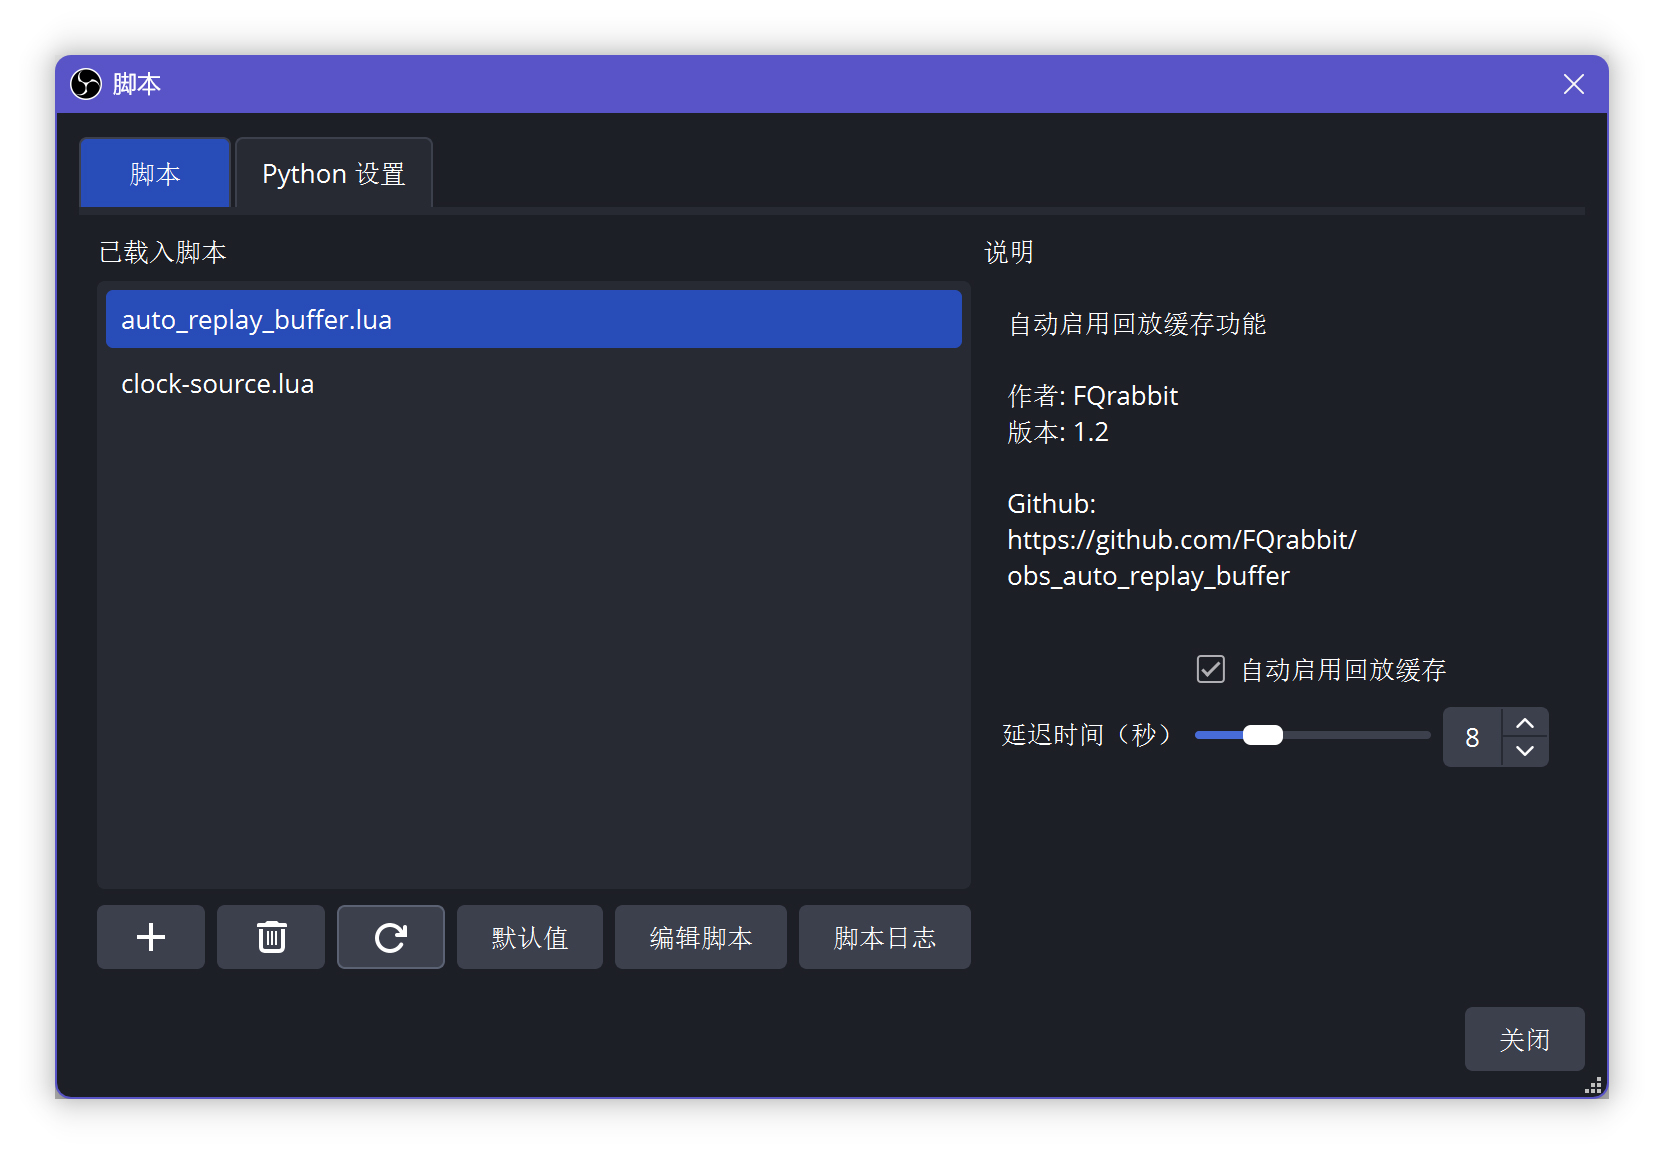 脚本
脚本
Python 设置
已载入脚本
auto_replay_buffer.lua
clock-source.lua
默认值
编辑脚本
脚本日志
说明
自动启用回放缓存功能
作者: FQrabbit
版本: 1.2
Github:
https://github.com/FQrabbit/
obs_auto_replay_buffer
自动启用回放缓存
延迟时间（秒）
8
关闭